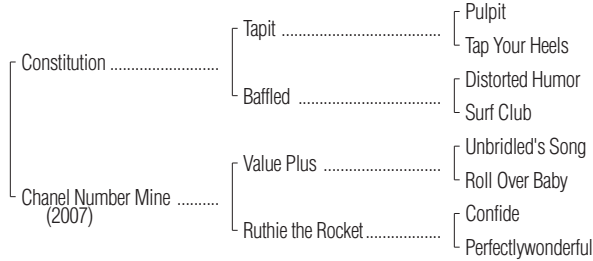 Pulpit
Tapit
Tap Your Heels
Constitution
Distorted Humor
Baffled
Surf Club
Unbridled's Song
Value Plus
Roll Over Baby
Chanel Number Mine
(2007)
Confide
Ruthie the Rocket
Perfectlywonderful